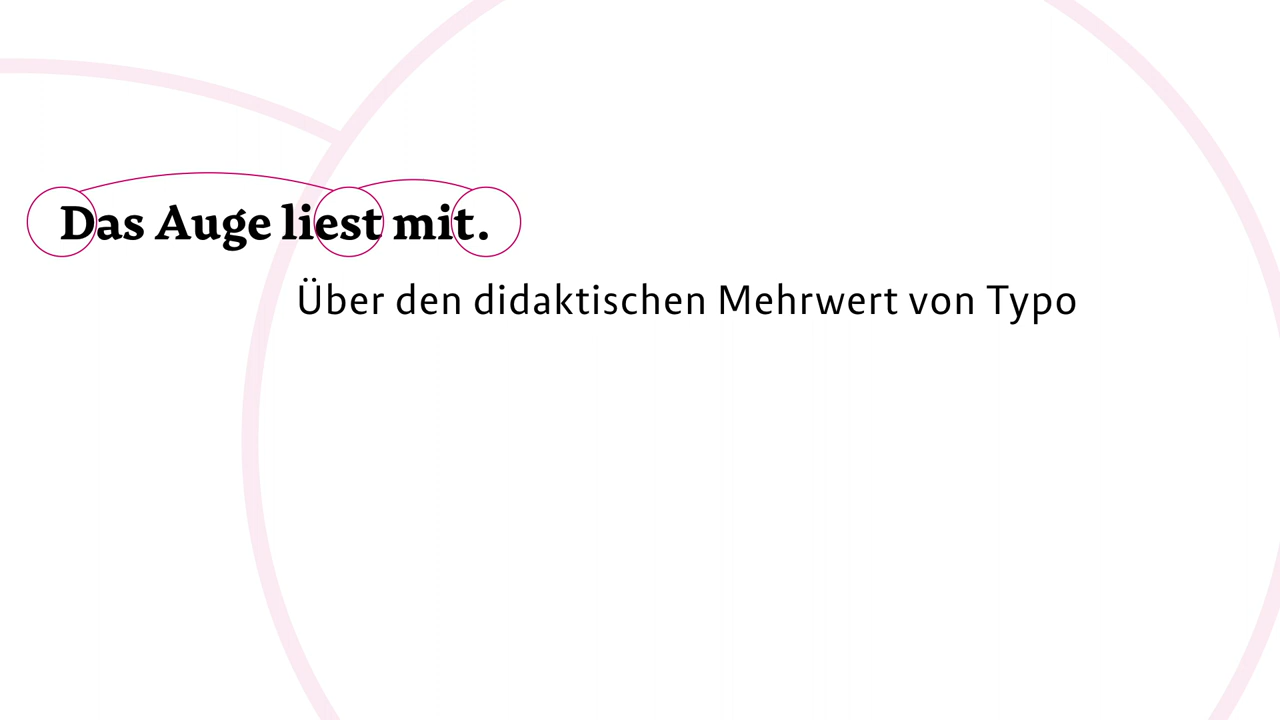 Das Auge liest mit.
Über den didaktischen Mehrwert von Typo